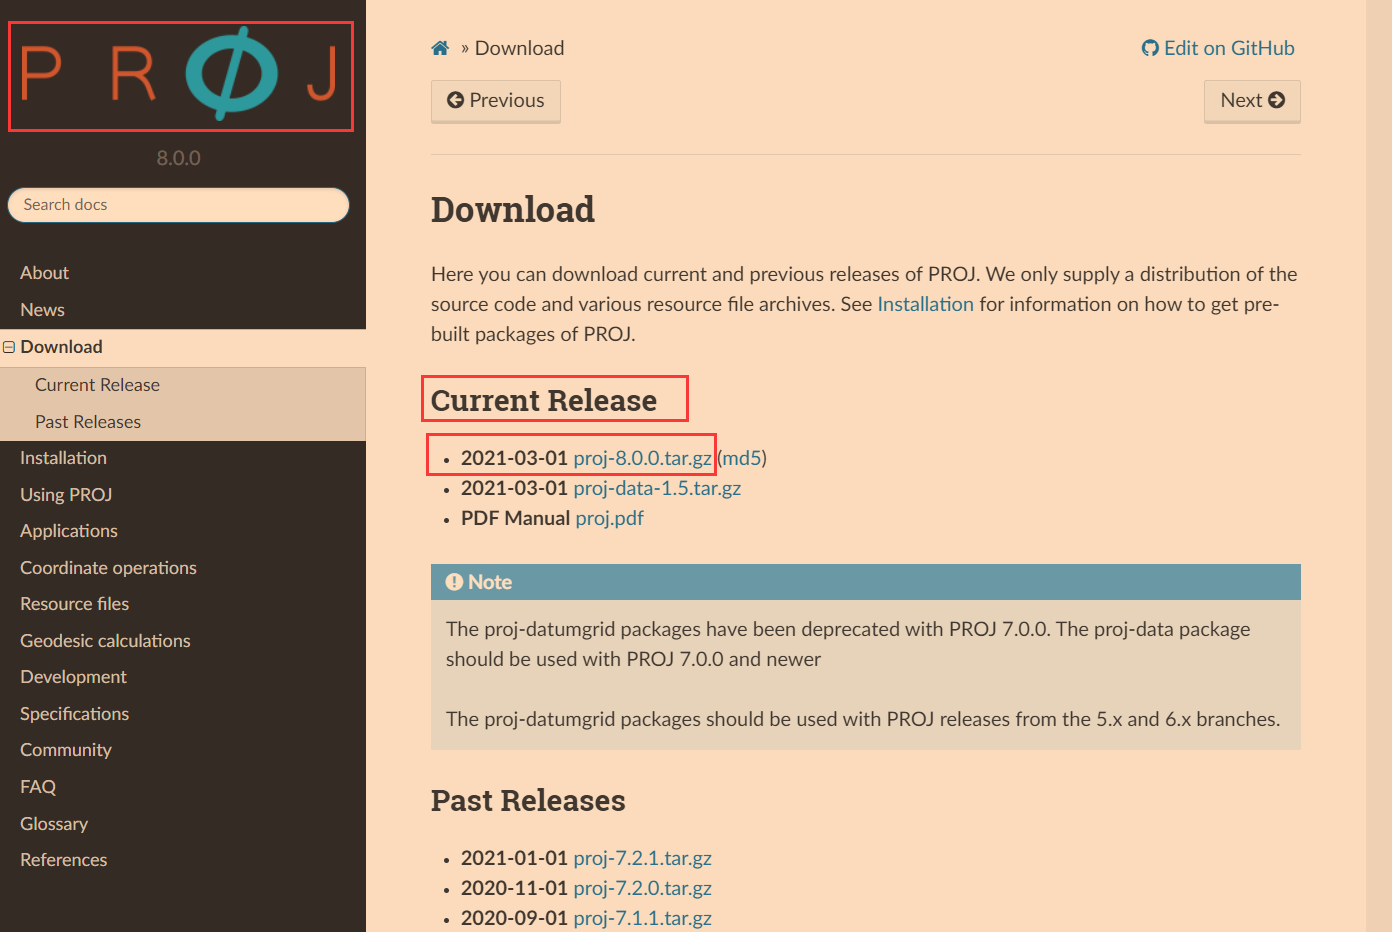 PRØJ
8.0.0
Search docs
About
News
Download
Current Release
Past Releases
Installation
Using PROJ
Applications
Coordinate operations
Resource files
Geodesic calculations
Development
Specifications
Community
FAQ
Glossary
References
» Download
Edit on GitHub
Previous
Next
Download
Here you can download current and previous releases of PROJ. We only supply a distribution of the
source code and various resource file archives. See Installation for information on how to get pre-
built packages of PROJ.
Current Release
• 2021-03-01 proj-8.0.0.tar.gz (md5)
• 2021-03-01 proj-data-1.5.tar.gz
• PDF Manual proj.pdf
Note
The proj-datumgrid packages have been deprecated with PROJ 7.0.0. The proj-data package
should be used with PROJ 7.0.0 and newer
The proj-datumgrid packages should be used with PROJ releases from the 5.x and 6.x branches.
Past Releases
• 2021-01-01 proj-7.2.1.tar.gz
• 2020-11-01 proj-7.2.0.tar.gz
• 2020-09-01 proj-7.1.1.tar.gz